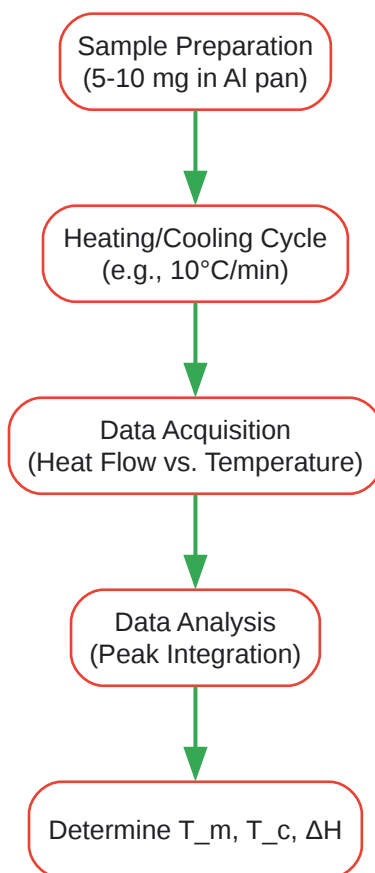 Sample Preparation
(5-10 mg in Al pan)
Heating/Cooling Cycle
(e.g., 10°C/min)
Data Acquisition
(Heat Flow vs. Temperature)
Data Analysis
(Peak Integration)
Determine T_m, T_c, ΔH